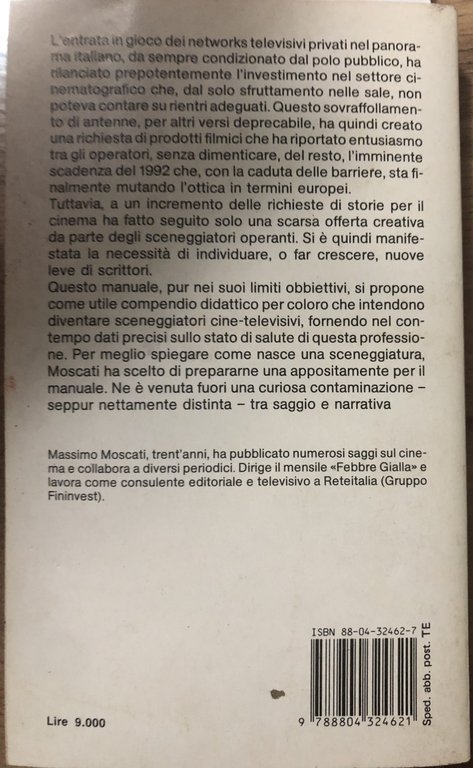 L'entrata in gioco dei networks televisivi privati nel panora-
ma italiano, da sempre condizionato dal polo pubblico, ha
rilanciato prepotentemente l'investimento nel settore ci-
nematografico che, dal solo sfruttamento nelle sale, non
poteva contare su rientri adeguati. Questo sovraffollamen-
to di antenne, per altri versi deprecabile, ha quindi creato
una richiesta di prodotti filmici che ha riportato entusiasmo
tra gli operatori, senza dimenticare, del resto, l'imminente
scadenza del 1992 che, con la caduta delle barriere, sta fi-
nalmente mutando l'ottica in termini europei.
Tuttavia, a un incremento delle richieste di storie per il
cinema ha fatto seguito solo una scarsa offerta creativa
da parte degli sceneggiatori operanti. Si è quindi manife-
stata la necessità di individuare, o far crescere, nuove
leve di scrittori.
Questo manuale, pur nei suoi limiti obbiettivi, si propone
come utile compendio didattico per coloro che intendono
diventare sceneggiatori cine-televisivi, fornendo nel con-
tempo dati precisi sullo stato di salute di questa professio-
ne. Per meglio spiegare come nasce una sceneggiatura,
Moscati ha scelto di prepararne una appositamente per il
manuale. Ne è venuta fuori una curiosa contaminazione –
seppur nettamente distinta – tra saggio e narrativa
Massimo Moscati, trent'anni, ha pubblicato numerosi saggi sul cine-
ma e collabora a diversi periodici. Dirige il mensile «Febbre Gialla» e
lavora come consulente editoriale e televisivo a Reteitalia (Gruppo
Fininvest).
ISBN 88-04-32462-7
9 788804 324621
Sped. abb. post. TE
Lire 9.000